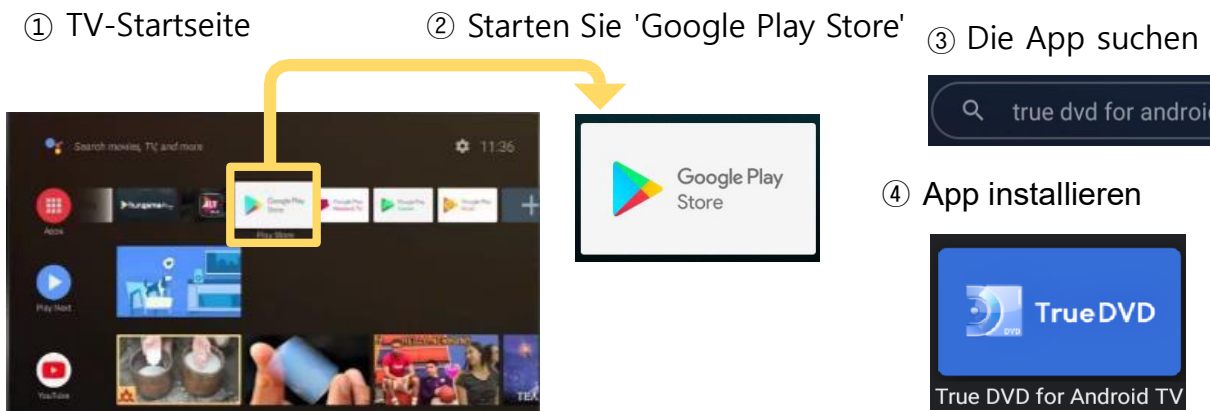 ① TV-Startseite
② Starten Sie 'Google Play Store'
③ Die App suchen
true dvd for androi
Search movies, TV, and more
11:36
hungama
ALT
Google Play
Store
Play Store
Apps
Play Next
YouTube
TEX
Google Play
Store
④ App installieren
DVD
TrueDVD
True DVD for Android TV